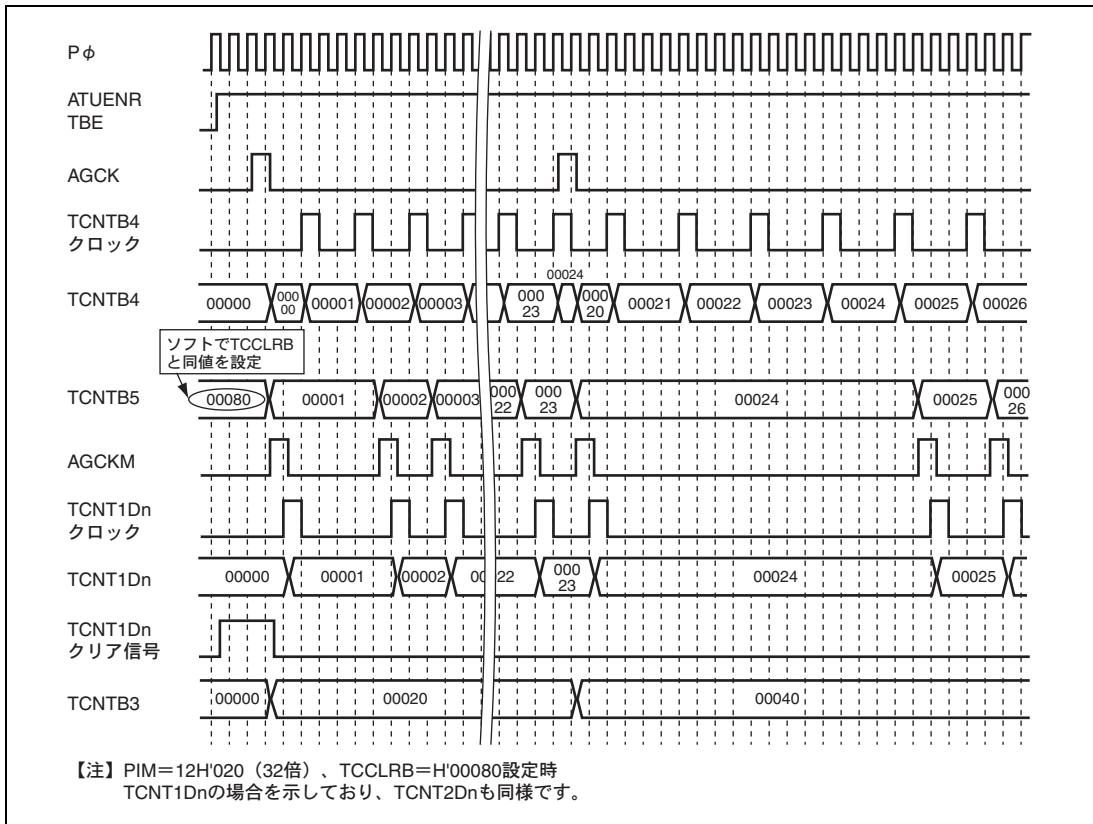 Pφ
ATUENR
TBE
AGCK
TCNTB4
クロック
00024
TCNTB4
00000
000
00
00001
00002
00003
000
23
000
20
00021
00022
00023
00024
00025
00026
ソフトでTCCLRB
と同値を設定
TCNTB5
00080
00001
00002
00003
000
22
000
23
00024
00025
000
26
AGCKM
TCNT1Dn
クロック
TCNT1Dn
00000
00001
00002
00 22
000
23
00024
00025
TCNT1Dn
クリア信号
TCNTB3
00000
00020
00040
【注】PIM=12H'020（32倍）、TCCLRB=H'00080設定時
TCNT1Dnの場合を示しており、TCNT2Dnも同様です。